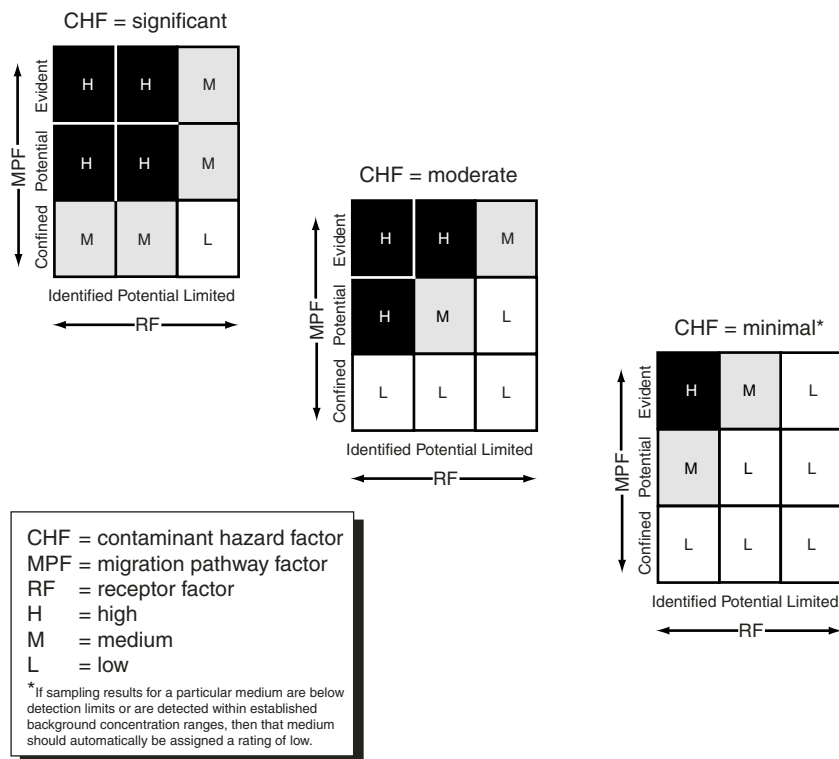 CHF = significant
MPF
Evident
Potential
Confined
H H M
H H M
M M L
Identified Potential Limited
RF
CHF = moderate
MPF
Evident
Potential
Confined
H H M
H M L
L L L
Identified Potential Limited
RF
CHF = minimal*
MPF
Evident
Potential
Confined
H M L
M L L
L L L
Identified Potential Limited
RF
CHF = contaminant hazard factor
MPF = migration pathway factor
RF = receptor factor
H = high
M = medium
L = low
*If sampling results for a particular medium are below
detection limits or are detected within established
background concentration ranges, then that medium
should automatically be assigned a rating of low.